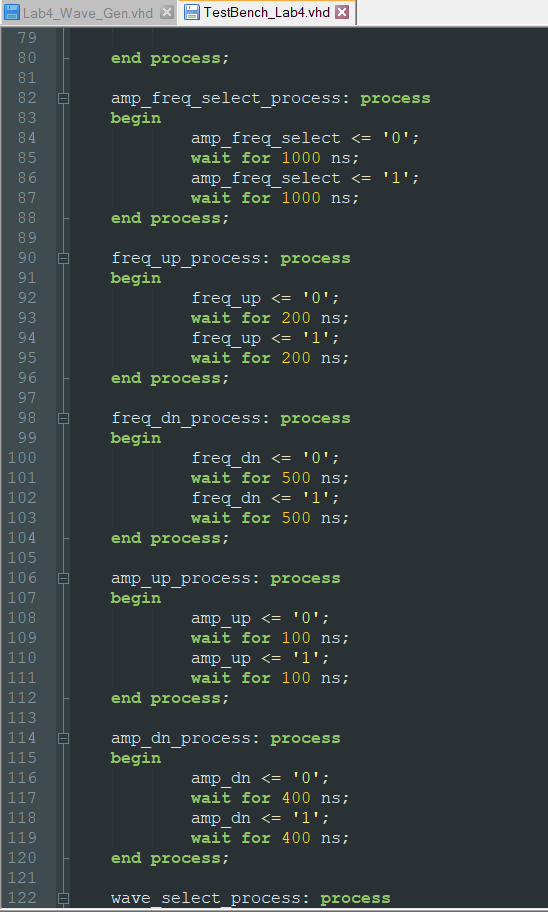 Lab4_Wave_Gen.vhd TestBench_Lab4.vhd
79
80 end process;
81
82 amp_freq_select_process: process
83 begin
84 amp_freq_select <= '0';
85 wait for 1000 ns;
86 amp_freq_select <= '1';
87 wait for 1000 ns;
88 end process;
89
90 freq_up_process: process
91 begin
92 freq_up <= '0';
93 wait for 200 ns;
94 freq_up <= '1';
95 wait for 200 ns;
96 end process;
97
98 freq_dn_process: process
99 begin
100 freq_dn <= '0';
101 wait for 500 ns;
102 freq_dn <= '1';
103 wait for 500 ns;
104 end process;
105
106 amp_up_process: process
107 begin
108 amp_up <= '0';
109 wait for 100 ns;
110 amp_up <= '1';
111 wait for 100 ns;
112 end process;
113
114 amp_dn_process: process
115 begin
116 amp_dn <= '0';
117 wait for 400 ns;
118 amp_dn <= '1';
119 wait for 400 ns;
120 end process;
121
122 wave_select_process: process